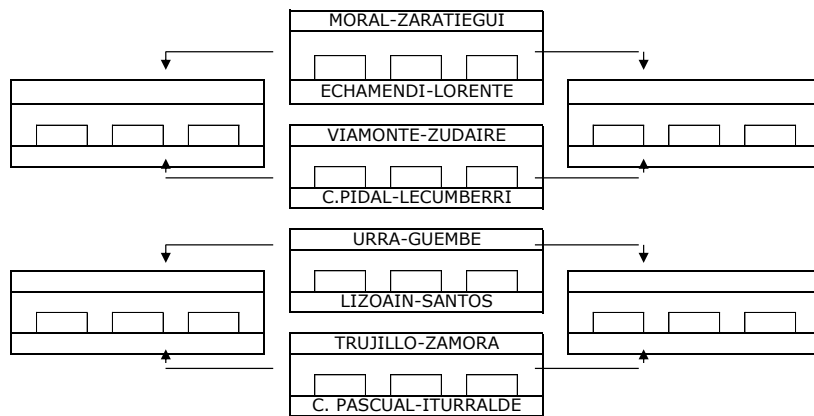 MORAL-ZARATIEGUI
ECHAMENDI-LORENTE
VIAMONTE-ZUDAIRE
C.PIDAL-LECUMBERRI
URRA-GUEMBE
LIZOAIN-SANTOS
TRUJILLO-ZAMORA
C. PASCUAL-ITURRALDE